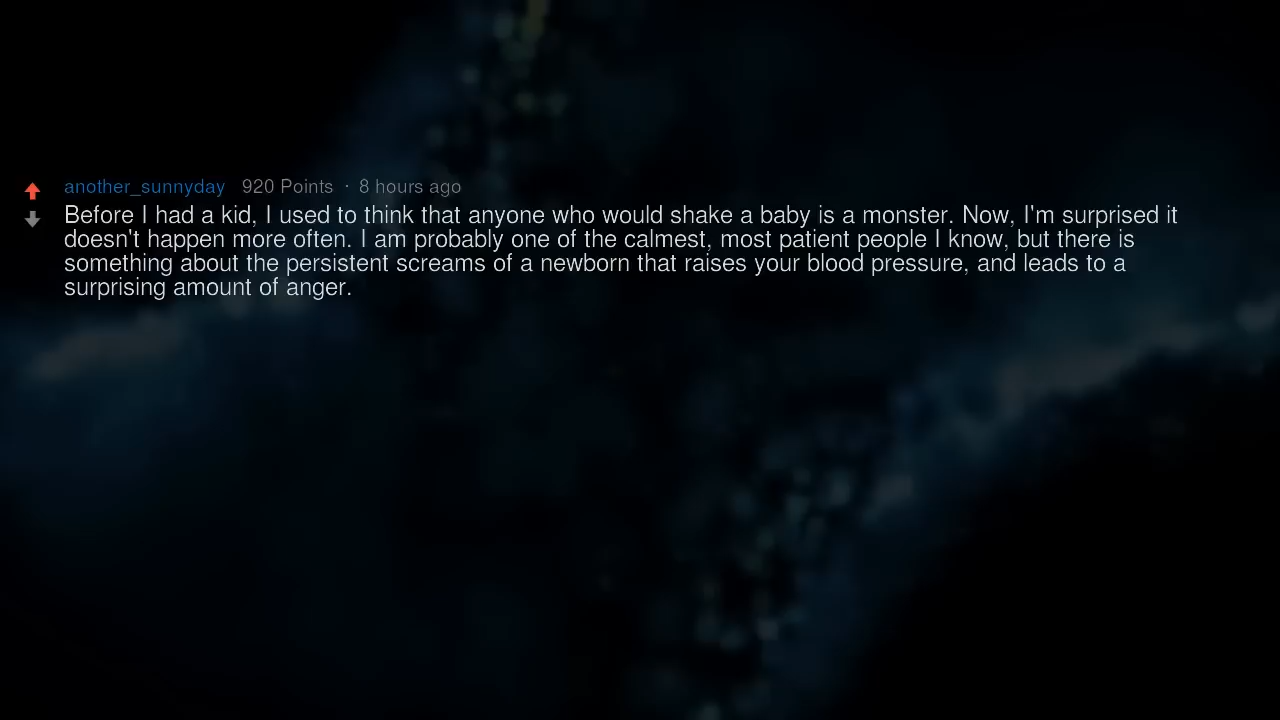 another_sunnyday 920 Points · 8 hours ago
Before I had a kid, I used to think that anyone who would shake a baby is a monster. Now, I'm surprised it
doesn't happen more often. I am probably one of the calmest, most patient people I know, but there is
something about the persistent screams of a newborn that raises your blood pressure, and leads to a
surprising amount of anger.